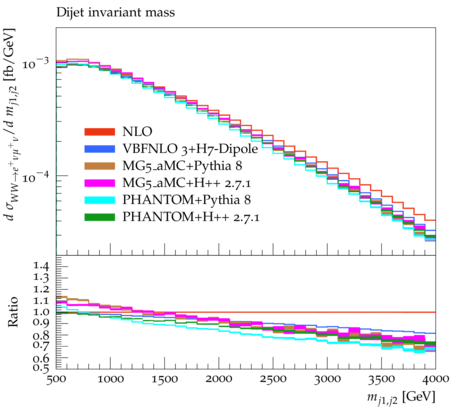 Dijet invariant mass
d σ_{WW→e⁺νμ⁺ν}/d m_{j1,j2} [fb/GeV]
10⁻³
10⁻⁴
NLO
VBFNLO 3+H7-Dipole
MG5_aMC+Pythia 8
MG5_aMC+H++ 2.7.1
PHANTOM+Pythia 8
PHANTOM+H++ 2.7.1
Ratio
1.4
1.3
1.2
1.1
1.0
0.9
0.8
0.7
0.6
0.5
500 1000 1500 2000 2500 3000 3500 4000
m_{j1,j2} [GeV]